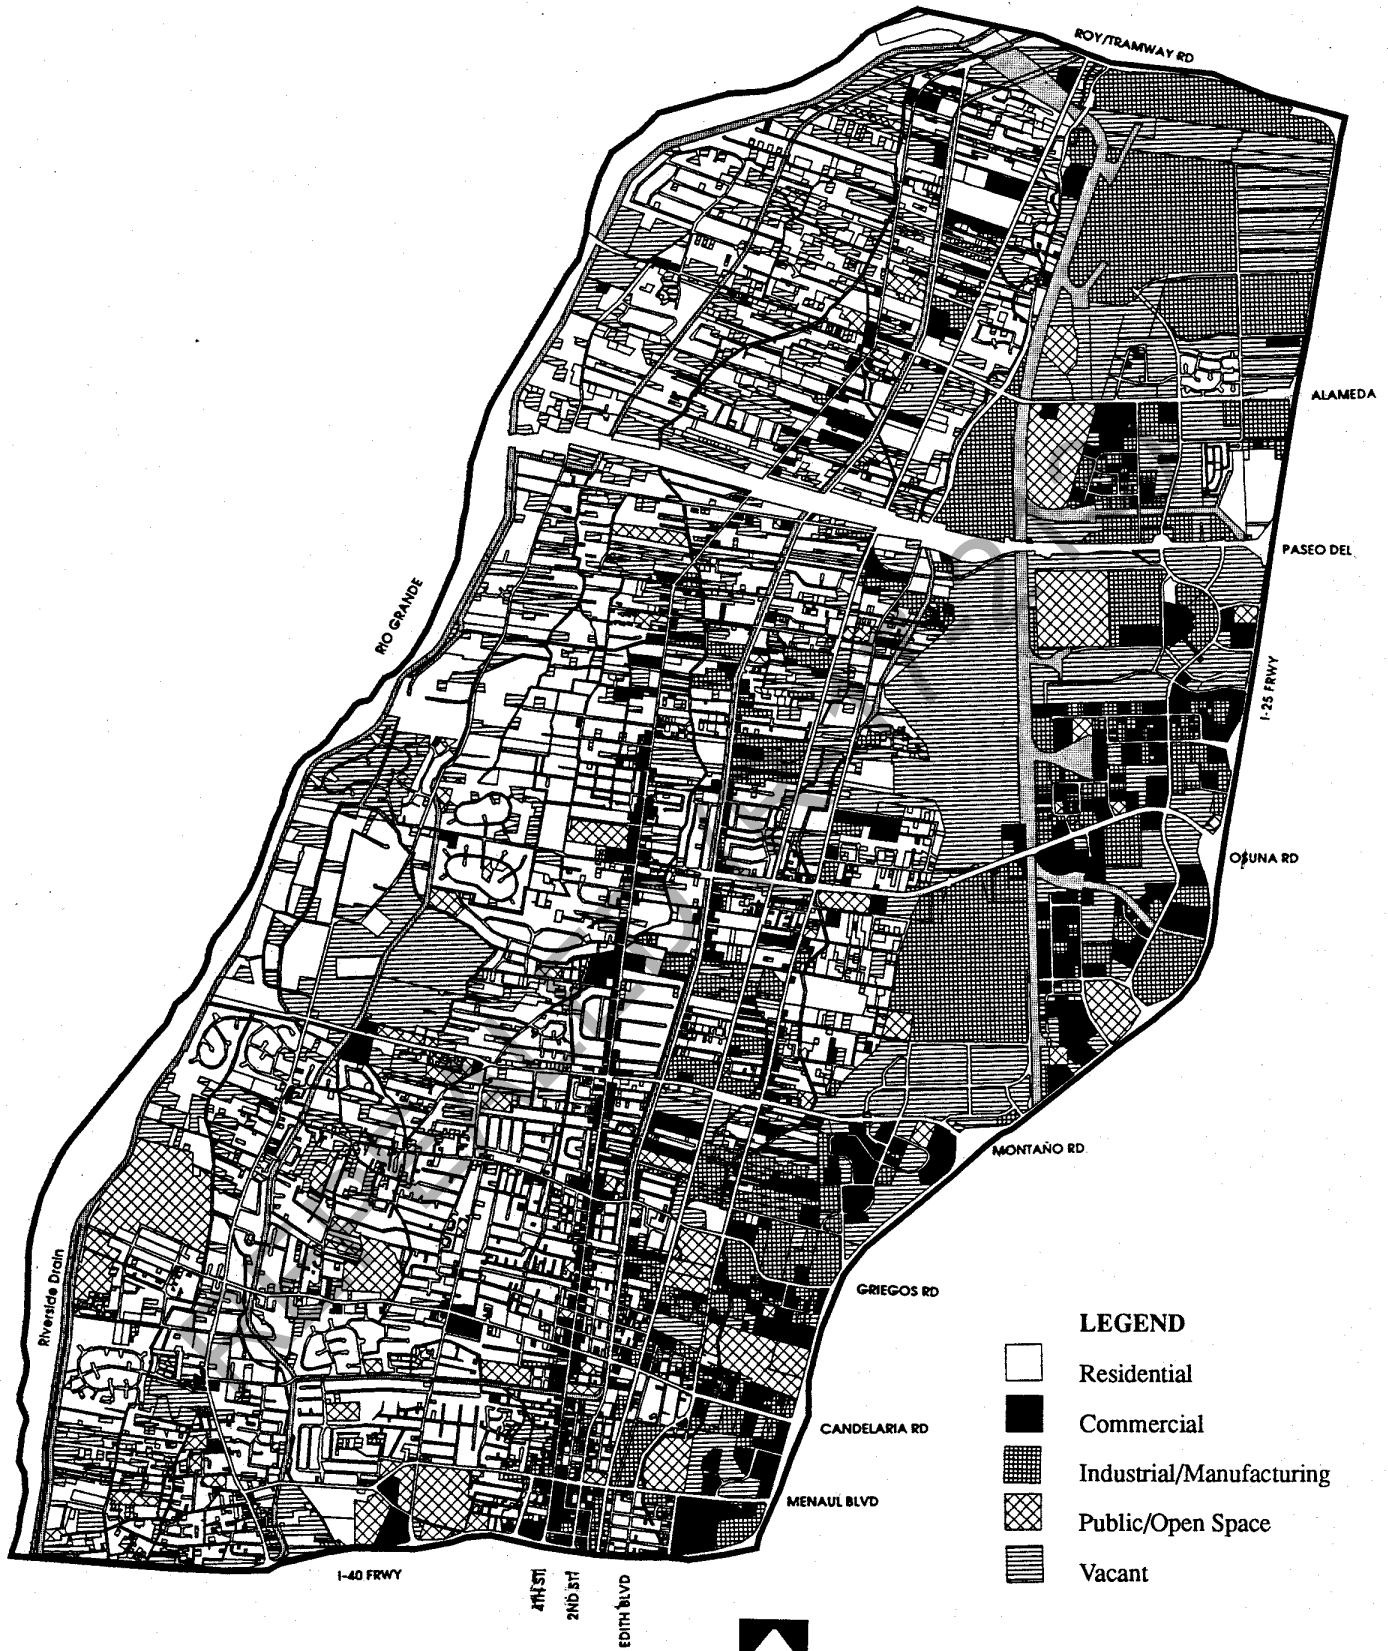 ROY/TRAMWAY RD
ALAMEDA
PASEO DEL
RIO GRANDE
I-25 FRWY
OSUNA RD
MONTAÑO RD
Riverside Drain
GRIEGOS RD
LEGEND
Residential
Commercial
CANDELARIA RD
Industrial/Manufacturing
MENAUL BLVD
Public/Open Space
Vacant
I-40 FRWY
4TH ST
2ND ST
EDITH BLVD